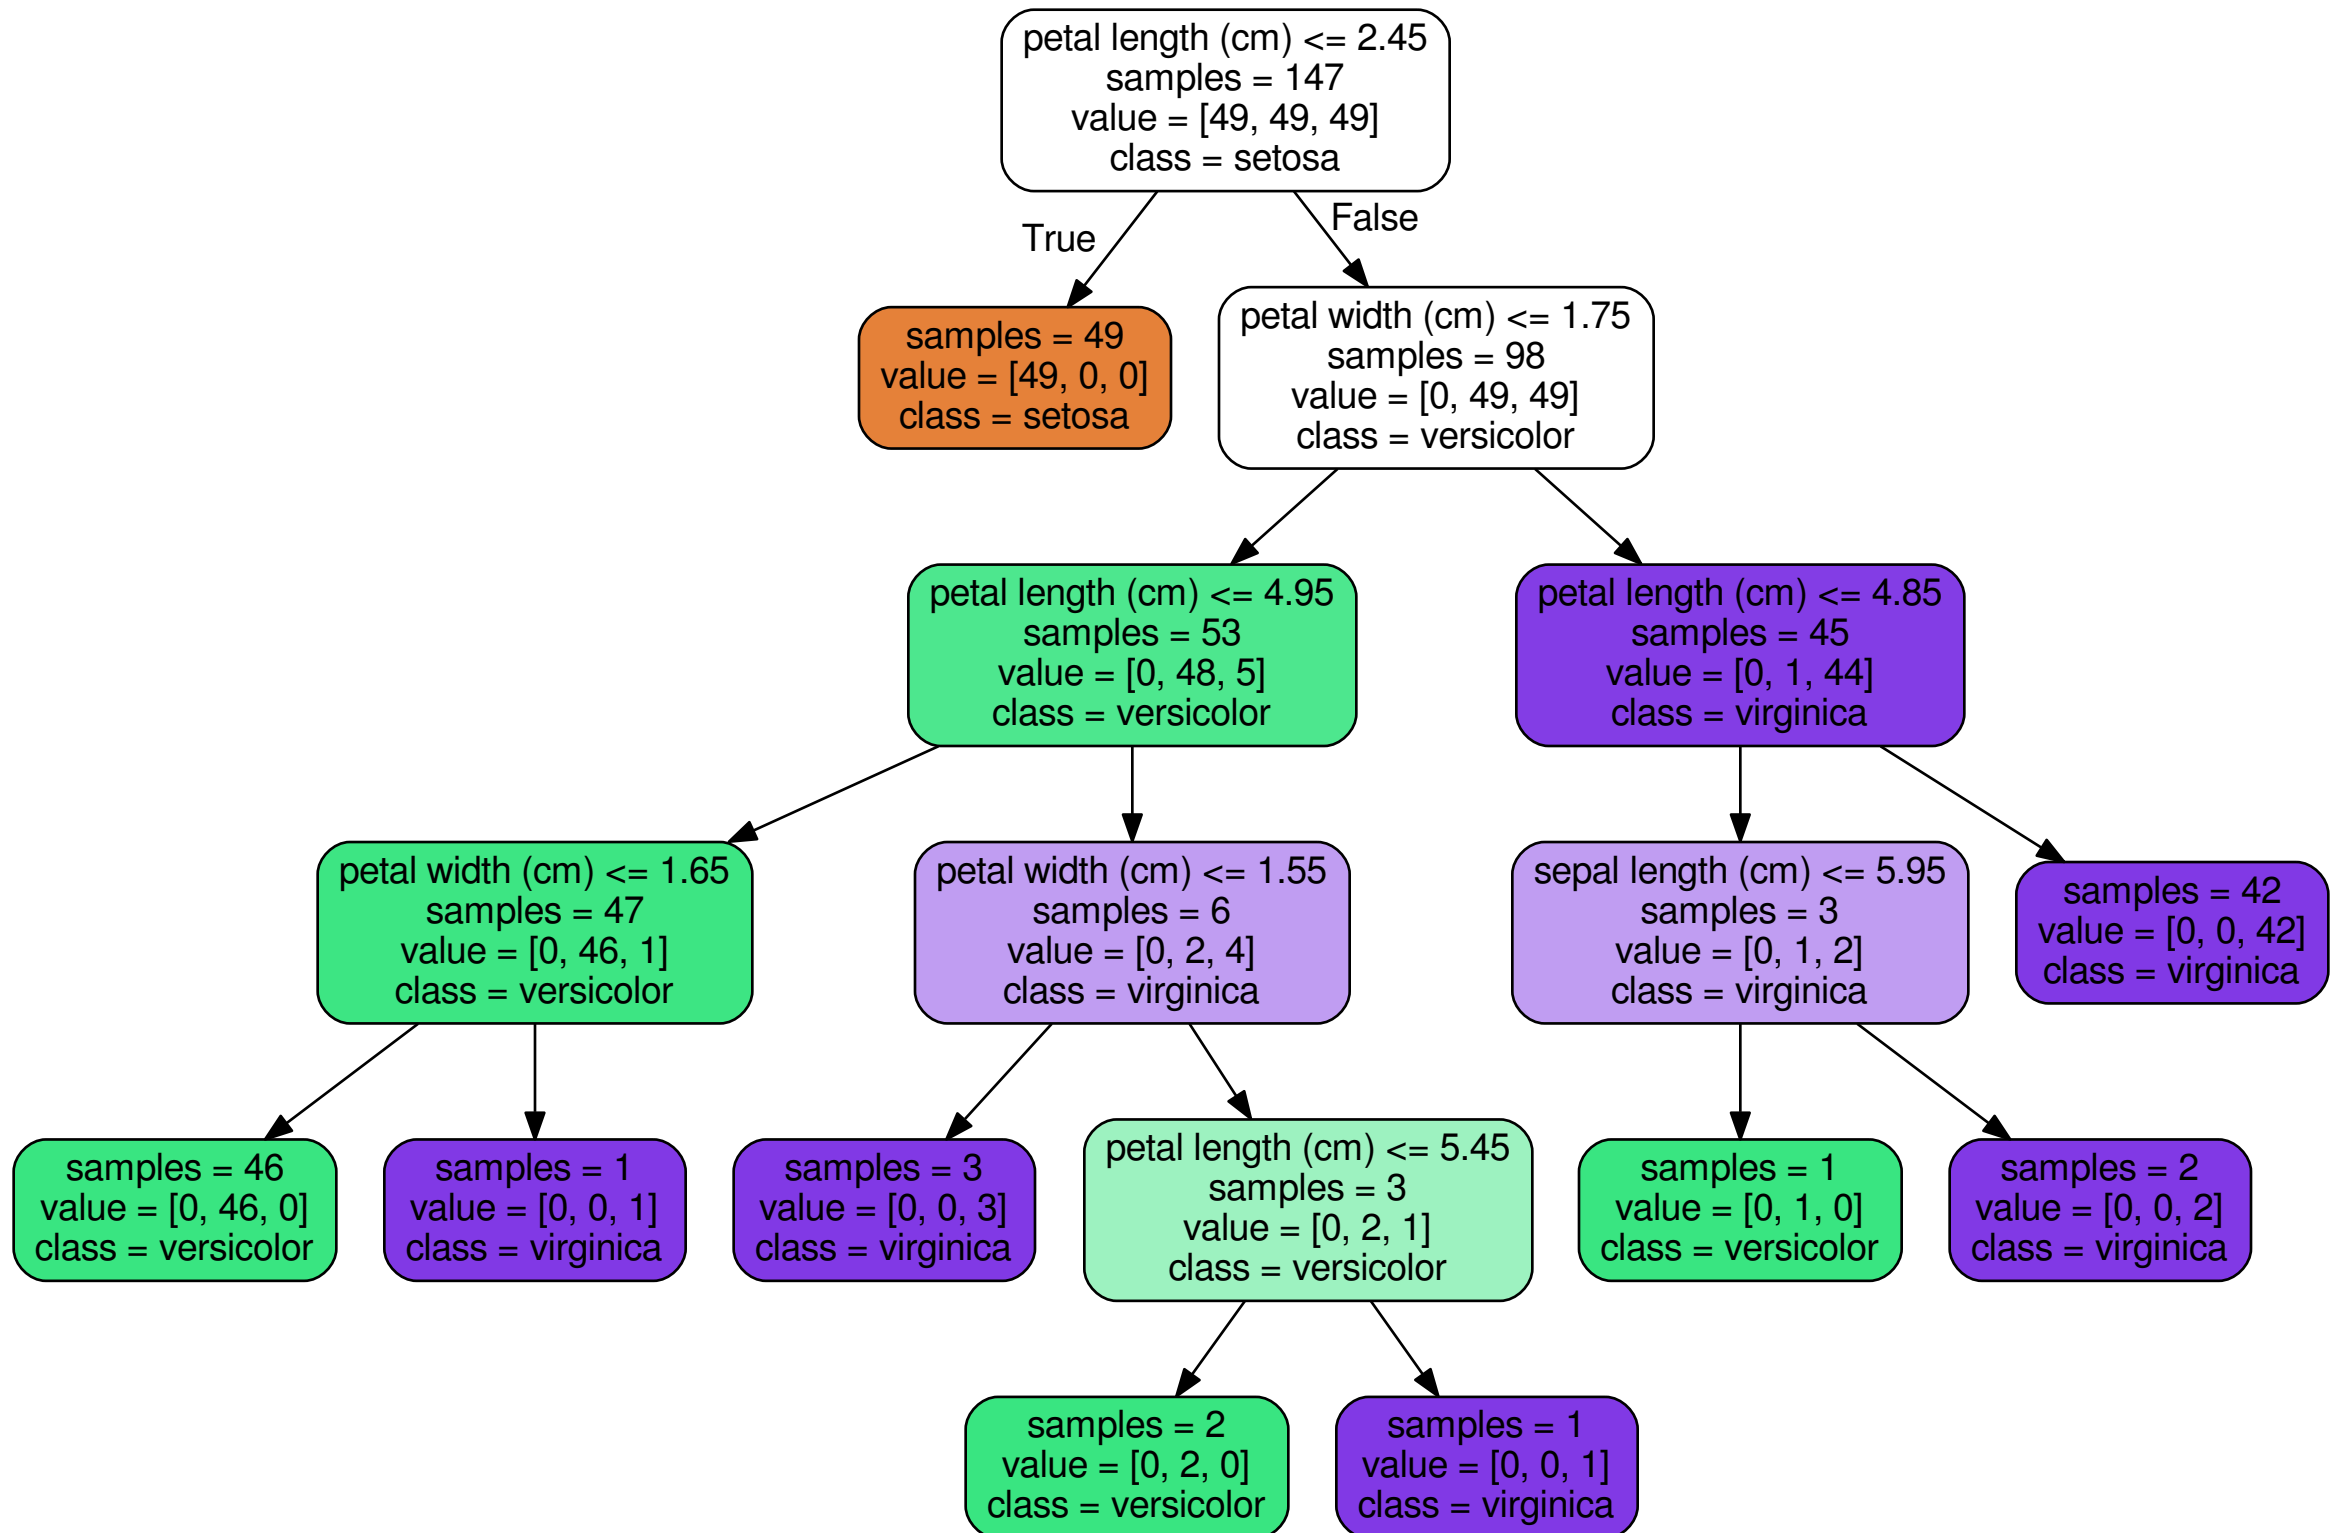 petal length (cm) <= 2.45
samples = 147
value = [49, 49, 49]
class = setosa
True
False
samples = 49
value = [49, 0, 0]
class = setosa
petal width (cm) <= 1.75
samples = 98
value = [0, 49, 49]
class = versicolor
petal length (cm) <= 4.95
samples = 53
value = [0, 48, 5]
class = versicolor
petal length (cm) <= 4.85
samples = 45
value = [0, 1, 44]
class = virginica
petal width (cm) <= 1.65
samples = 47
value = [0, 46, 1]
class = versicolor
petal width (cm) <= 1.55
samples = 6
value = [0, 2, 4]
class = virginica
sepal length (cm) <= 5.95
samples = 3
value = [0, 1, 2]
class = virginica
samples = 42
value = [0, 0, 42]
class = virginica
samples = 46
value = [0, 46, 0]
class = versicolor
samples = 1
value = [0, 0, 1]
class = virginica
samples = 3
value = [0, 0, 3]
class = virginica
petal length (cm) <= 5.45
samples = 3
value = [0, 2, 1]
class = versicolor
samples = 1
value = [0, 1, 0]
class = versicolor
samples = 2
value = [0, 0, 2]
class = virginica
samples = 2
value = [0, 2, 0]
class = versicolor
samples = 1
value = [0, 0, 1]
class = virginica